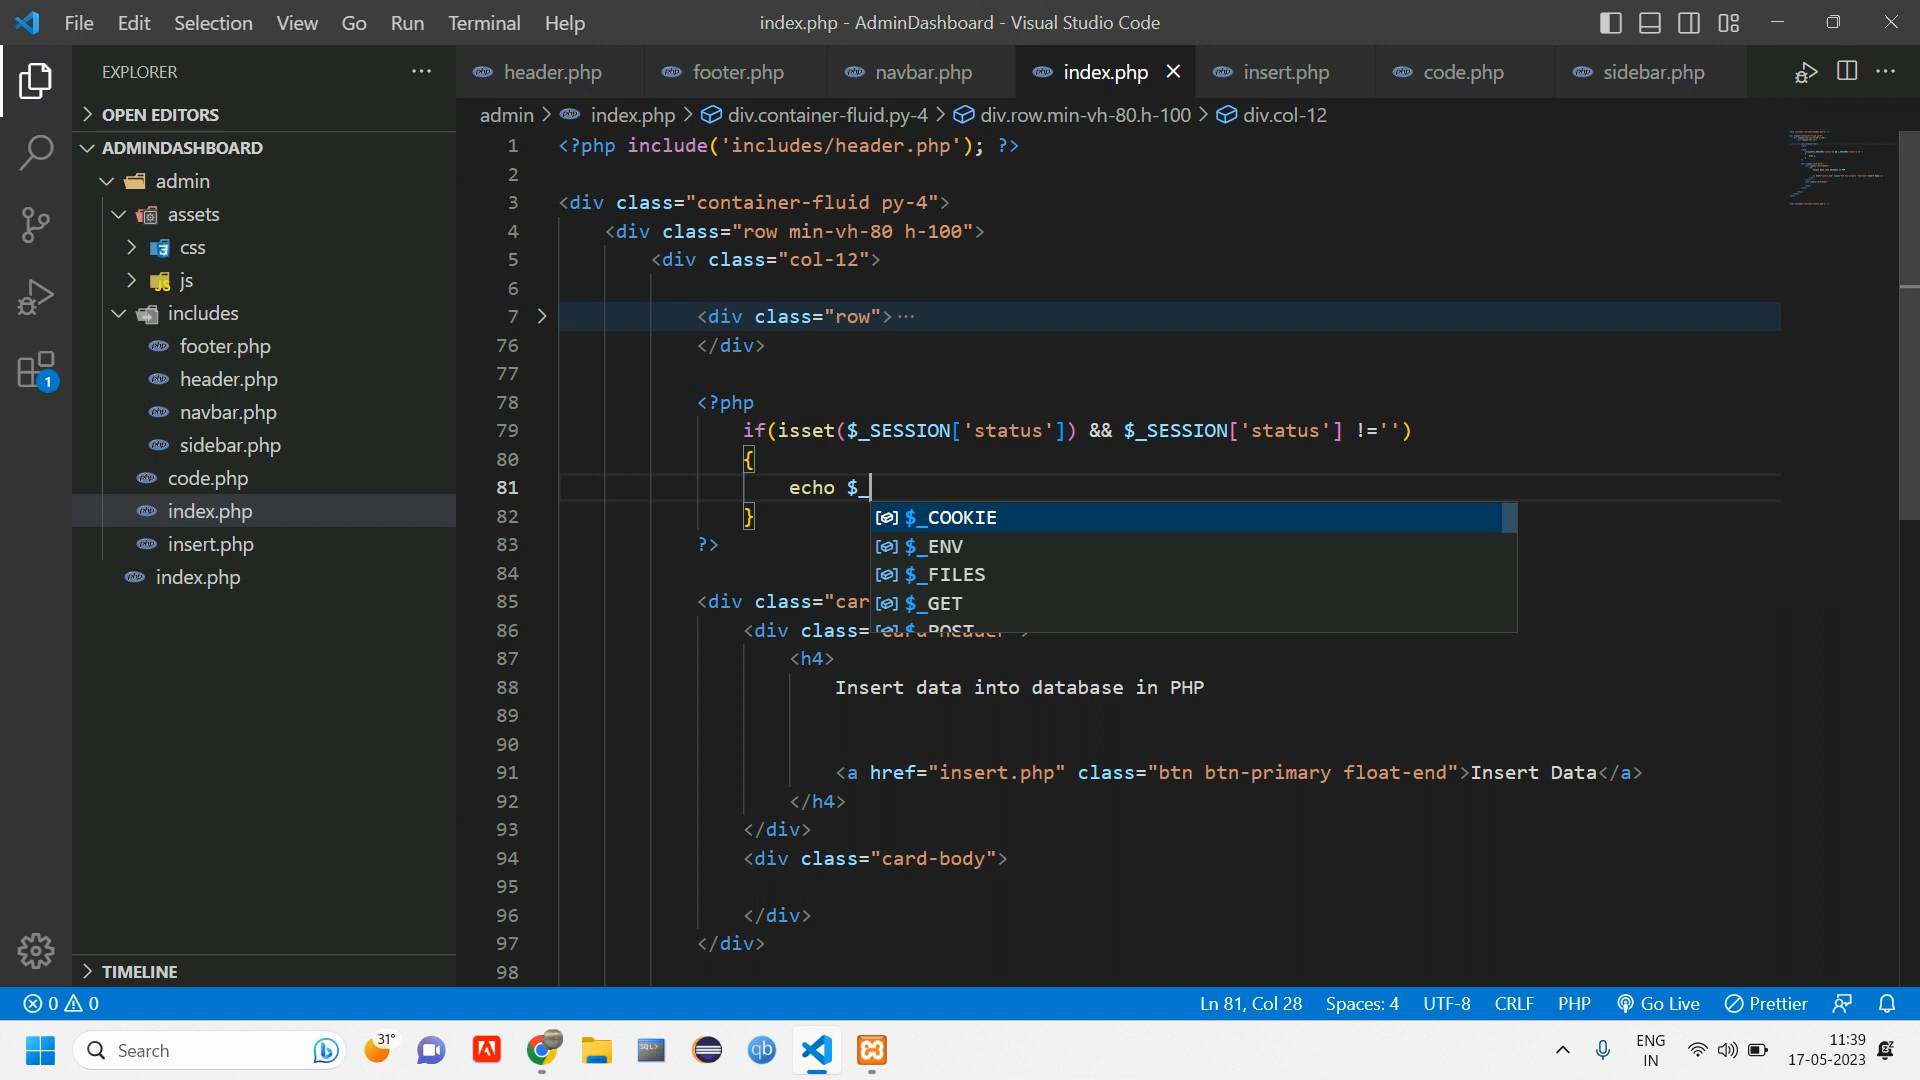 File Edit Selection View Go Run Terminal Help
index.php - AdminDashboard - Visual Studio Code
EXPLORER
OPEN EDITORS
ADMINDASHBOARD
admin
assets
css
js
includes
footer.php
header.php
navbar.php
sidebar.php
code.php
index.php
insert.php
index.php
TIMELINE
1
header.php footer.php navbar.php index.php insert.php code.php sidebar.php
admin > index.php > div.container-fluid.py-4 > div.row.min-vh-80.h-100 > div.col-12
1 <?php include('includes/header.php'); ?>
2
3 <div class="container-fluid py-4">
4 <div class="row min-vh-80 h-100">
5 <div class="col-12">
6
7 <div class="row">···
76 </div>
77
78 <?php
79 if(isset($_SESSION['status']) && $_SESSION['status'] !='')
80 {
81 echo $_
82 }
83 ?>
84
85 <div class="car
86 <div class="card-header">
87 <h4>
88 Insert data into database in PHP
89
90
91 <a href="insert.php" class="btn btn-primary float-end">Insert Data</a>
92 </h4>
93 </div>
94 <div class="card-body">
95
96 </div>
97 </div>
98
$_COOKIE
$_ENV
$_FILES
$_GET
$_POST
0 0
Ln 81, Col 28 Spaces: 4 UTF-8 CRLF PHP Go Live Prettier
Search
31°
SQL>
qb
ENG
IN
11:39
17-05-2023